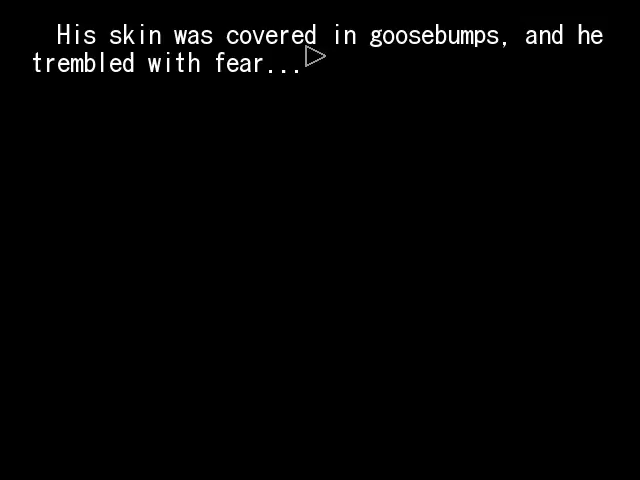 His skin was covered in goosebumps, and he
trembled with fear...